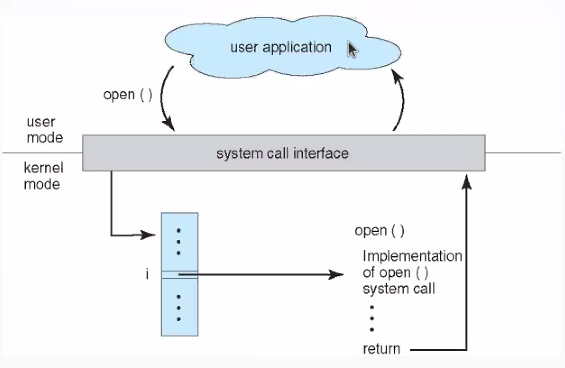 user application
open ( )
user
mode
system call interface
kernel
mode
open ( )
i
Implementation
of open ( )
system call
return